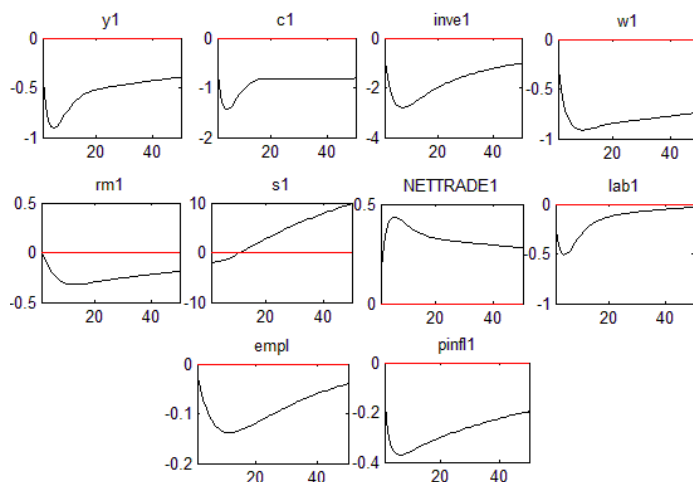 y1 c1 inve1 w1
0 0 0 0
-0.5 -1 -2 -0.5
-1 -2 -4 -1
20 40 20 40 20 40 20 40
rm1 s1 NETTRADE1 lab1
0.5 10 0.5 0
0 0 -0.5
-0.5 -10 0 -1
20 40 20 40 20 40 20 40
empl pinfl1
0 0
-0.1 -0.2
-0.2 -0.4
20 40 20 40